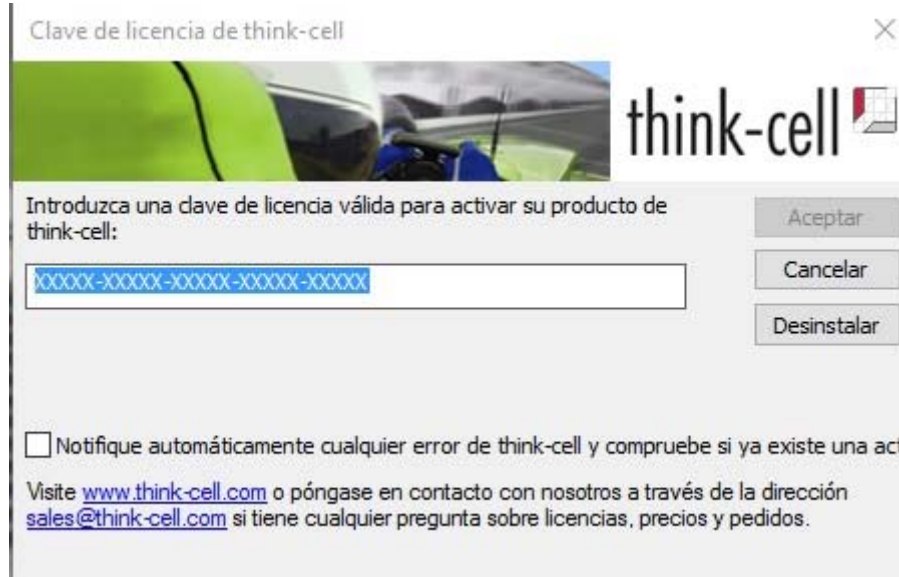 Clave de licencia de think-cell
think-cell
Introduzca una clave de licencia válida para activar su producto de
think-cell:
Aceptar
XXXXX-XXXXX-XXXXX-XXXXX-XXXXX
Cancelar
Desinstalar
Notifique automáticamente cualquier error de think-cell y compruebe si ya existe una act
Visite www.think-cell.com o póngase en contacto con nosotros a través de la dirección
sales@think-cell.com si tiene cualquier pregunta sobre licencias, precios y pedidos.